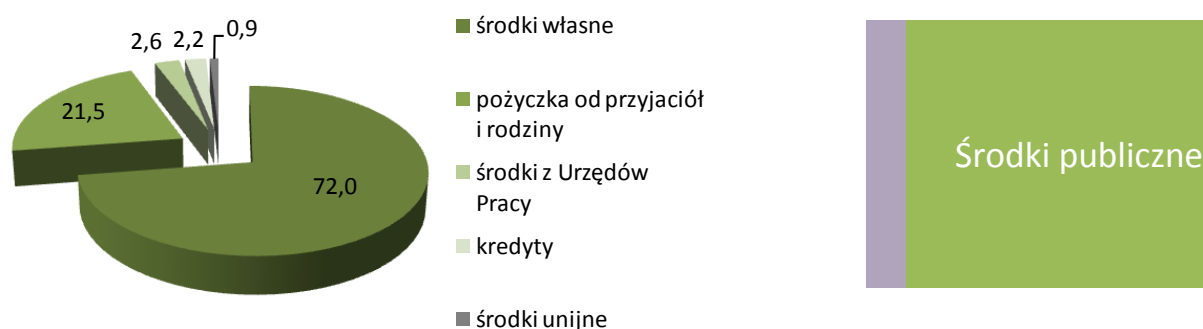 0,9
2,6
2,2
21,5
72,0
środki własne
pożyczka od przyjaciół
i rodziny
środki z Urzędów
Pracy
kredyty
środki unijne
Środki publiczne